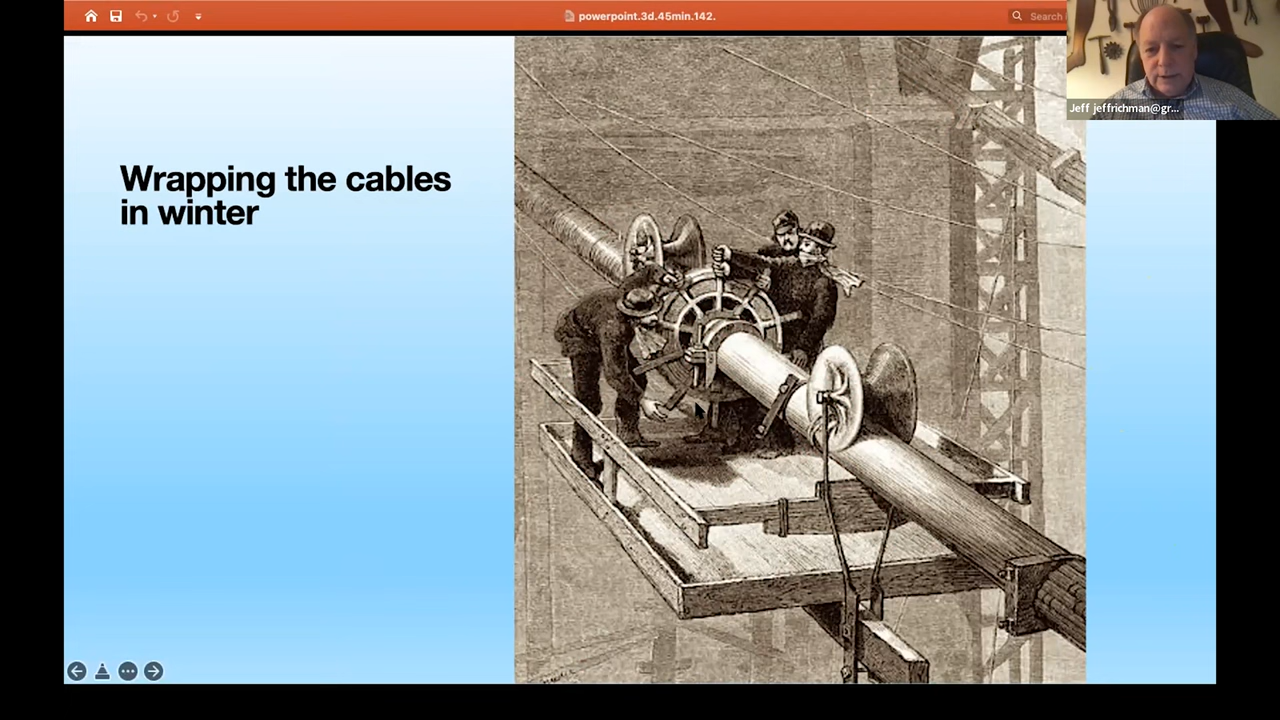 powerpoint.3d.45min.142.
Search
Jeff jeffrichman@gr...
Wrapping the cables
in winter